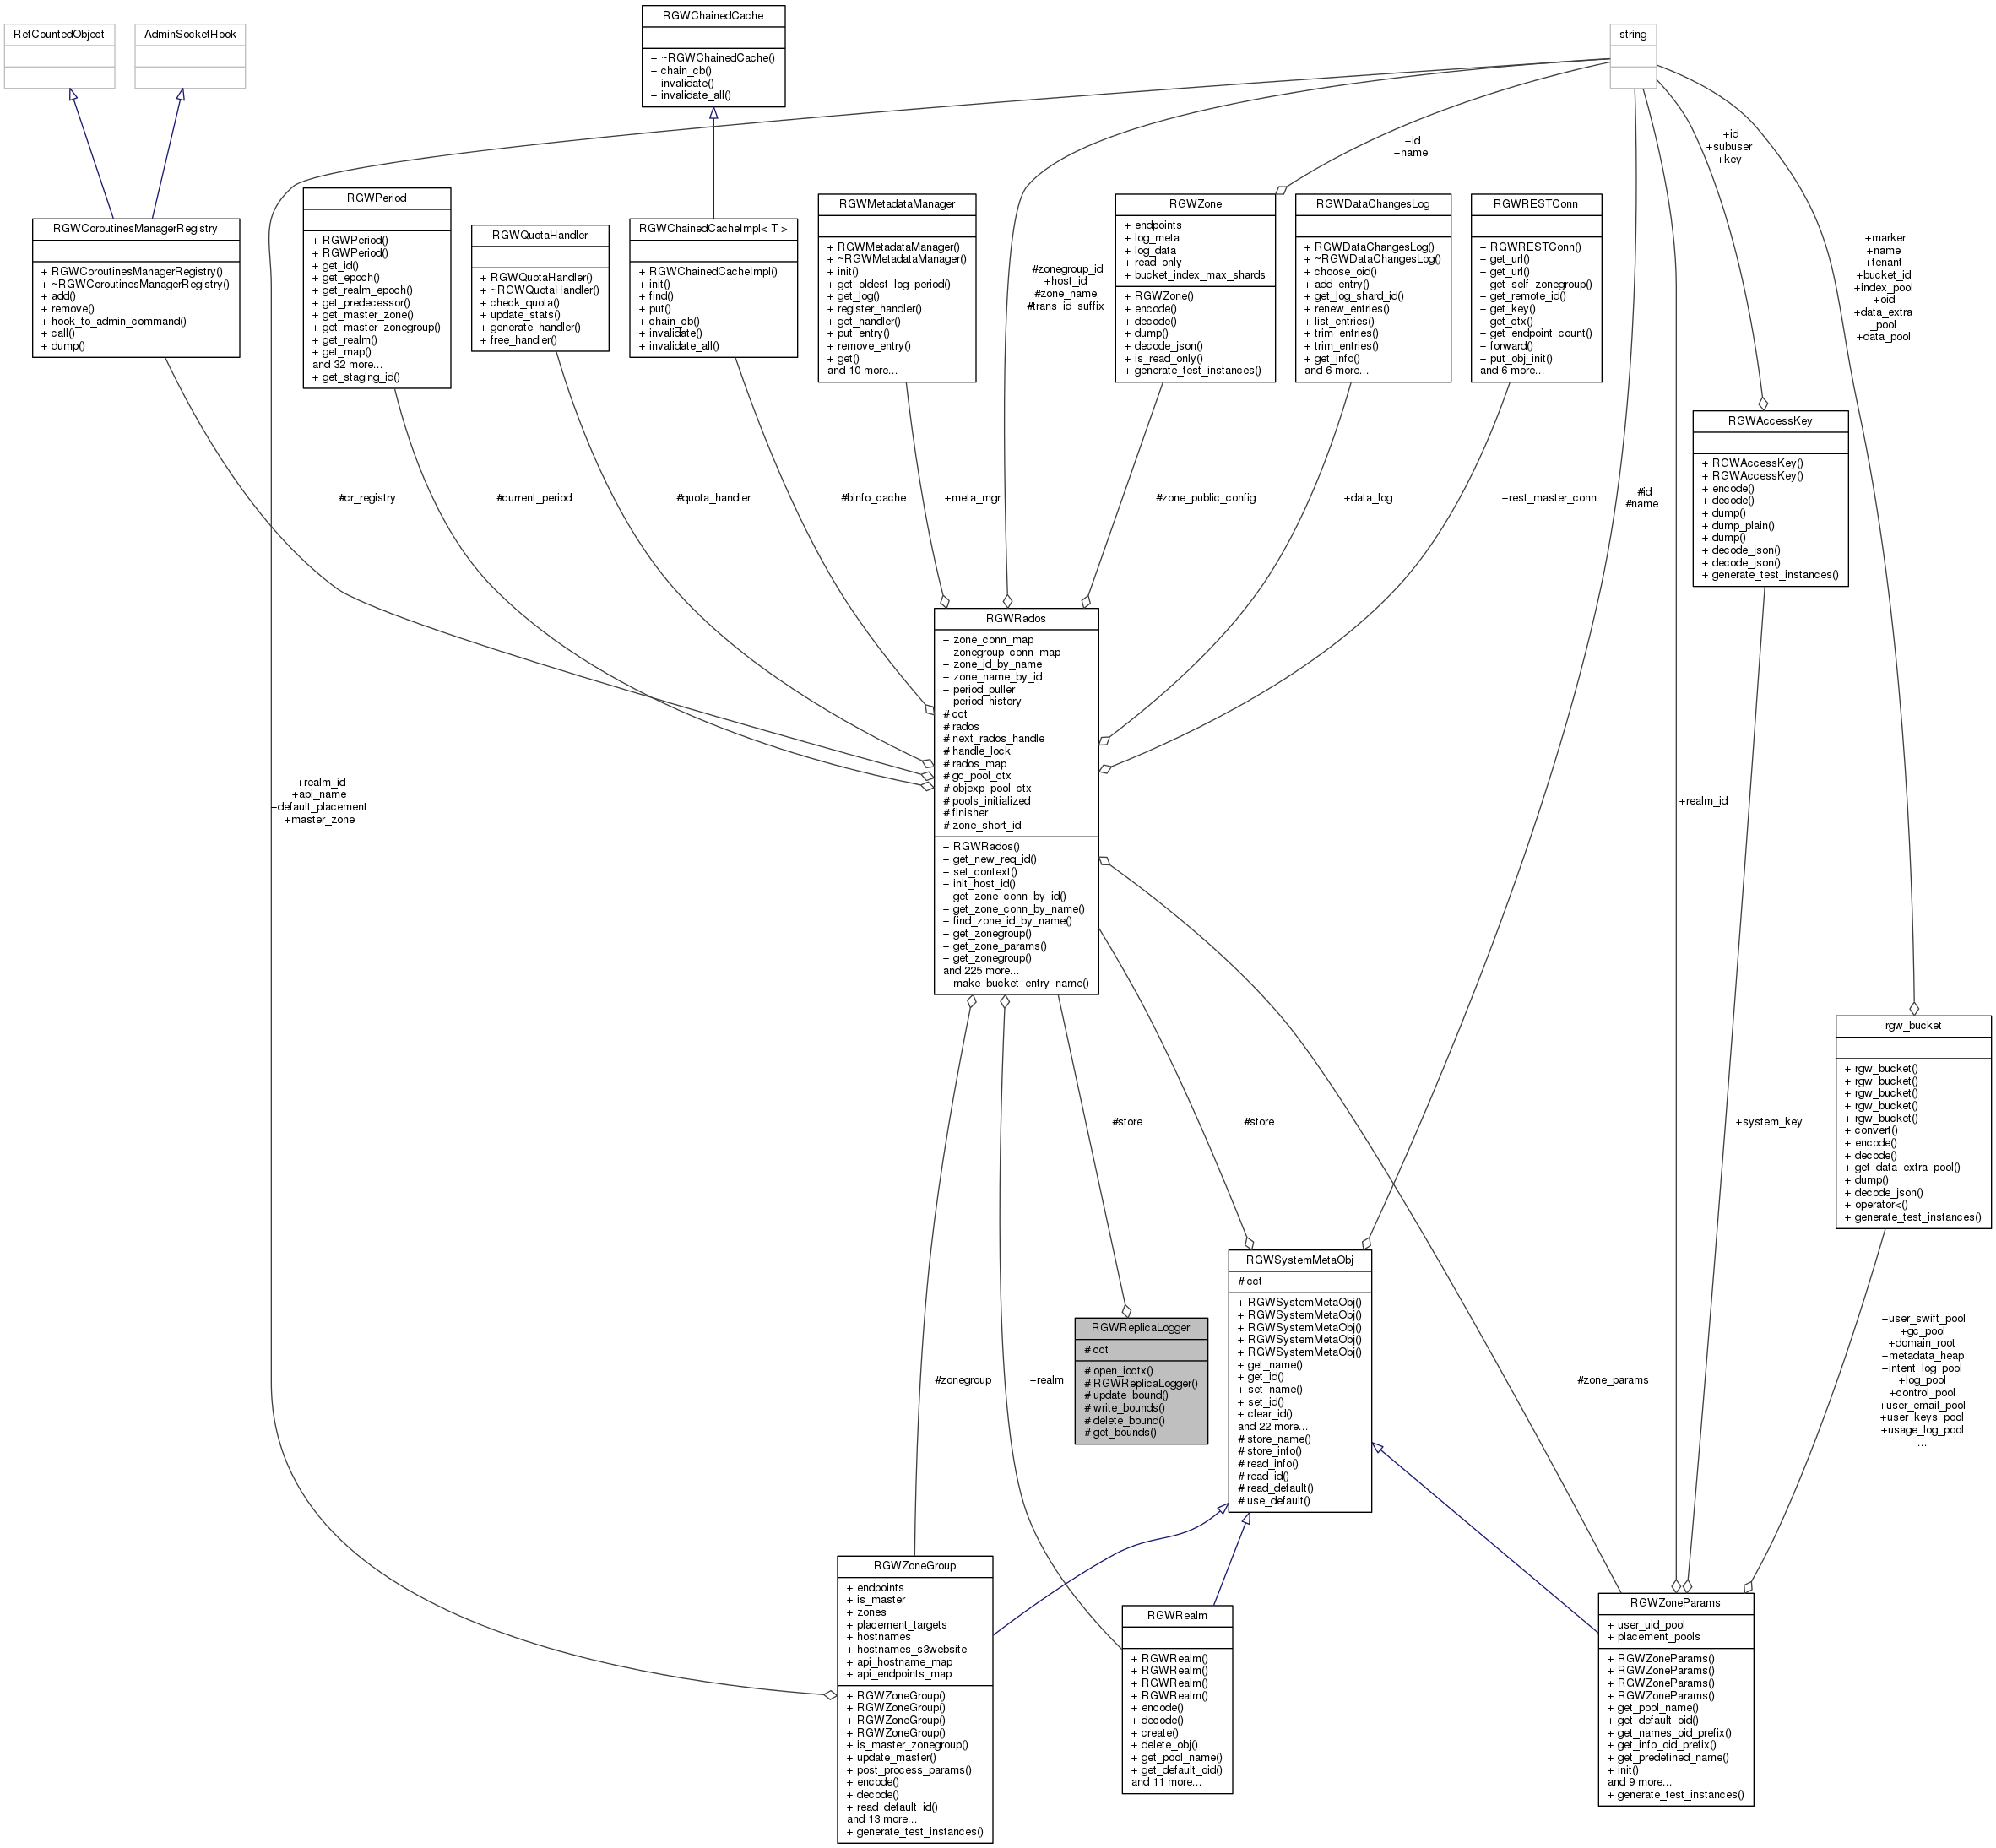 RefCountedObject
AdminSocketHook
RGWChainedCache
+ ~RGWChainedCache()
+ chain_cb()
+ invalidate()
+ invalidate_all()
string
+id
+name
+id
+subuser
+key
RGWCoroutinesManagerRegistry
+ RGWCoroutinesManagerRegistry()
+ ~RGWCoroutinesManagerRegistry()
+ add()
+ remove()
+ hook_to_admin_command()
+ call()
+ dump()
RGWPeriod
+ RGWPeriod()
+ RGWPeriod()
+ get_id()
+ get_epoch()
+ get_realm_epoch()
+ get_predecessor()
+ get_master_zone()
+ get_master_zonegroup()
+ get_realm()
+ get_map()
and 32 more...
+ get_staging_id()
RGWQuotaHandler
+ RGWQuotaHandler()
+ ~RGWQuotaHandler()
+ check_quota()
+ update_stats()
+ generate_handler()
+ free_handler()
RGWChainedCacheImpl< T >
+ RGWChainedCacheImpl()
+ init()
+ find()
+ put()
+ chain_cb()
+ invalidate()
+ invalidate_all()
RGWMetadataManager
+ RGWMetadataManager()
+ ~RGWMetadataManager()
+ init()
+ get_oldest_log_period()
+ get_log()
+ register_handler()
+ get_handler()
+ put_entry()
+ remove_entry()
+ get()
and 10 more...
#zonegroup_id
+host_id
#zone_name
#trans_id_suffix
RGWZone
+ endpoints
+ log_meta
+ log_data
+ read_only
+ bucket_index_max_shards
+ RGWZone()
+ encode()
+ decode()
+ dump()
+ decode_json()
+ is_read_only()
+ generate_test_instances()
RGWDataChangesLog
+ RGWDataChangesLog()
+ ~RGWDataChangesLog()
+ choose_oid()
+ add_entry()
+ get_log_shard_id()
+ renew_entries()
+ list_entries()
+ trim_entries()
+ trim_entries()
+ get_info()
and 6 more...
RGWRESTConn
+ RGWRESTConn()
+ get_url()
+ get_url()
+ get_self_zonegroup()
+ get_remote_id()
+ get_key()
+ get_ctx()
+ get_endpoint_count()
+ forward()
+ put_obj_init()
and 6 more...
+marker
+name
+tenant
+bucket_id
+index_pool
+oid
+data_extra
_pool
+data_pool
RGWAccessKey
+ RGWAccessKey()
+ RGWAccessKey()
+ encode()
+ decode()
+ dump()
+ dump_plain()
+ dump()
+ decode_json()
+ decode_json()
+ generate_test_instances()
#cr_registry
#current_period
#quota_handler
#binfo_cache
+meta_mgr
#zone_public_config
+data_log
+rest_master_conn
#id
#name
RGWRados
+ zone_conn_map
+ zonegroup_conn_map
+ zone_id_by_name
+ zone_name_by_id
+ period_puller
+ period_history
# cct
# rados
# next_rados_handle
# handle_lock
# rados_map
# gc_pool_ctx
# objexp_pool_ctx
# pools_initialized
# finisher
# zone_short_id
+ RGWRados()
+ get_new_req_id()
+ set_context()
+ init_host_id()
+ get_zone_conn_by_id()
+ get_zone_conn_by_name()
+ find_zone_id_by_name()
+ get_zonegroup()
+ get_zone_params()
+ get_zonegroup()
and 225 more...
+ make_bucket_entry_name()
+realm_id
+api_name
+default_placement
+master_zone
+realm_id
rgw_bucket
+ rgw_bucket()
+ rgw_bucket()
+ rgw_bucket()
+ rgw_bucket()
+ rgw_bucket()
+ convert()
+ encode()
+ decode()
+ get_data_extra_pool()
+ dump()
+ decode_json()
+ operator<()
+ generate_test_instances()
#store
#store
+system_key
RGWReplicaLogger
# cct
# open_ioctx()
# RGWReplicaLogger()
# update_bound()
# write_bounds()
# delete_bound()
# get_bounds()
RGWSystemMetaObj
# cct
+ RGWSystemMetaObj()
+ RGWSystemMetaObj()
+ RGWSystemMetaObj()
+ RGWSystemMetaObj()
+ RGWSystemMetaObj()
+ get_name()
+ get_id()
+ set_name()
+ set_id()
+ clear_id()
and 22 more...
# store_name()
# store_info()
# read_info()
# read_id()
# read_default()
# use_default()
#zonegroup
+realm
#zone_params
+user_swift_pool
+gc_pool
+domain_root
+metadata_heap
+intent_log_pool
+log_pool
+control_pool
+user_email_pool
+user_keys_pool
+usage_log_pool
...
RGWZoneGroup
+ endpoints
+ is_master
+ zones
+ placement_targets
+ hostnames
+ hostnames_s3website
+ api_hostname_map
+ api_endpoints_map
+ RGWZoneGroup()
+ RGWZoneGroup()
+ RGWZoneGroup()
+ RGWZoneGroup()
+ is_master_zonegroup()
+ update_master()
+ post_process_params()
+ encode()
+ decode()
+ read_default_id()
and 13 more...
+ generate_test_instances()
RGWRealm
+ RGWRealm()
+ RGWRealm()
+ RGWRealm()
+ RGWRealm()
+ encode()
+ decode()
+ create()
+ delete_obj()
+ get_pool_name()
+ get_default_oid()
and 11 more...
RGWZoneParams
+ user_uid_pool
+ placement_pools
+ RGWZoneParams()
+ RGWZoneParams()
+ RGWZoneParams()
+ RGWZoneParams()
+ get_pool_name()
+ get_default_oid()
+ get_names_oid_prefix()
+ get_info_oid_prefix()
+ get_predefined_name()
+ init()
and 9 more...
+ generate_test_instances()